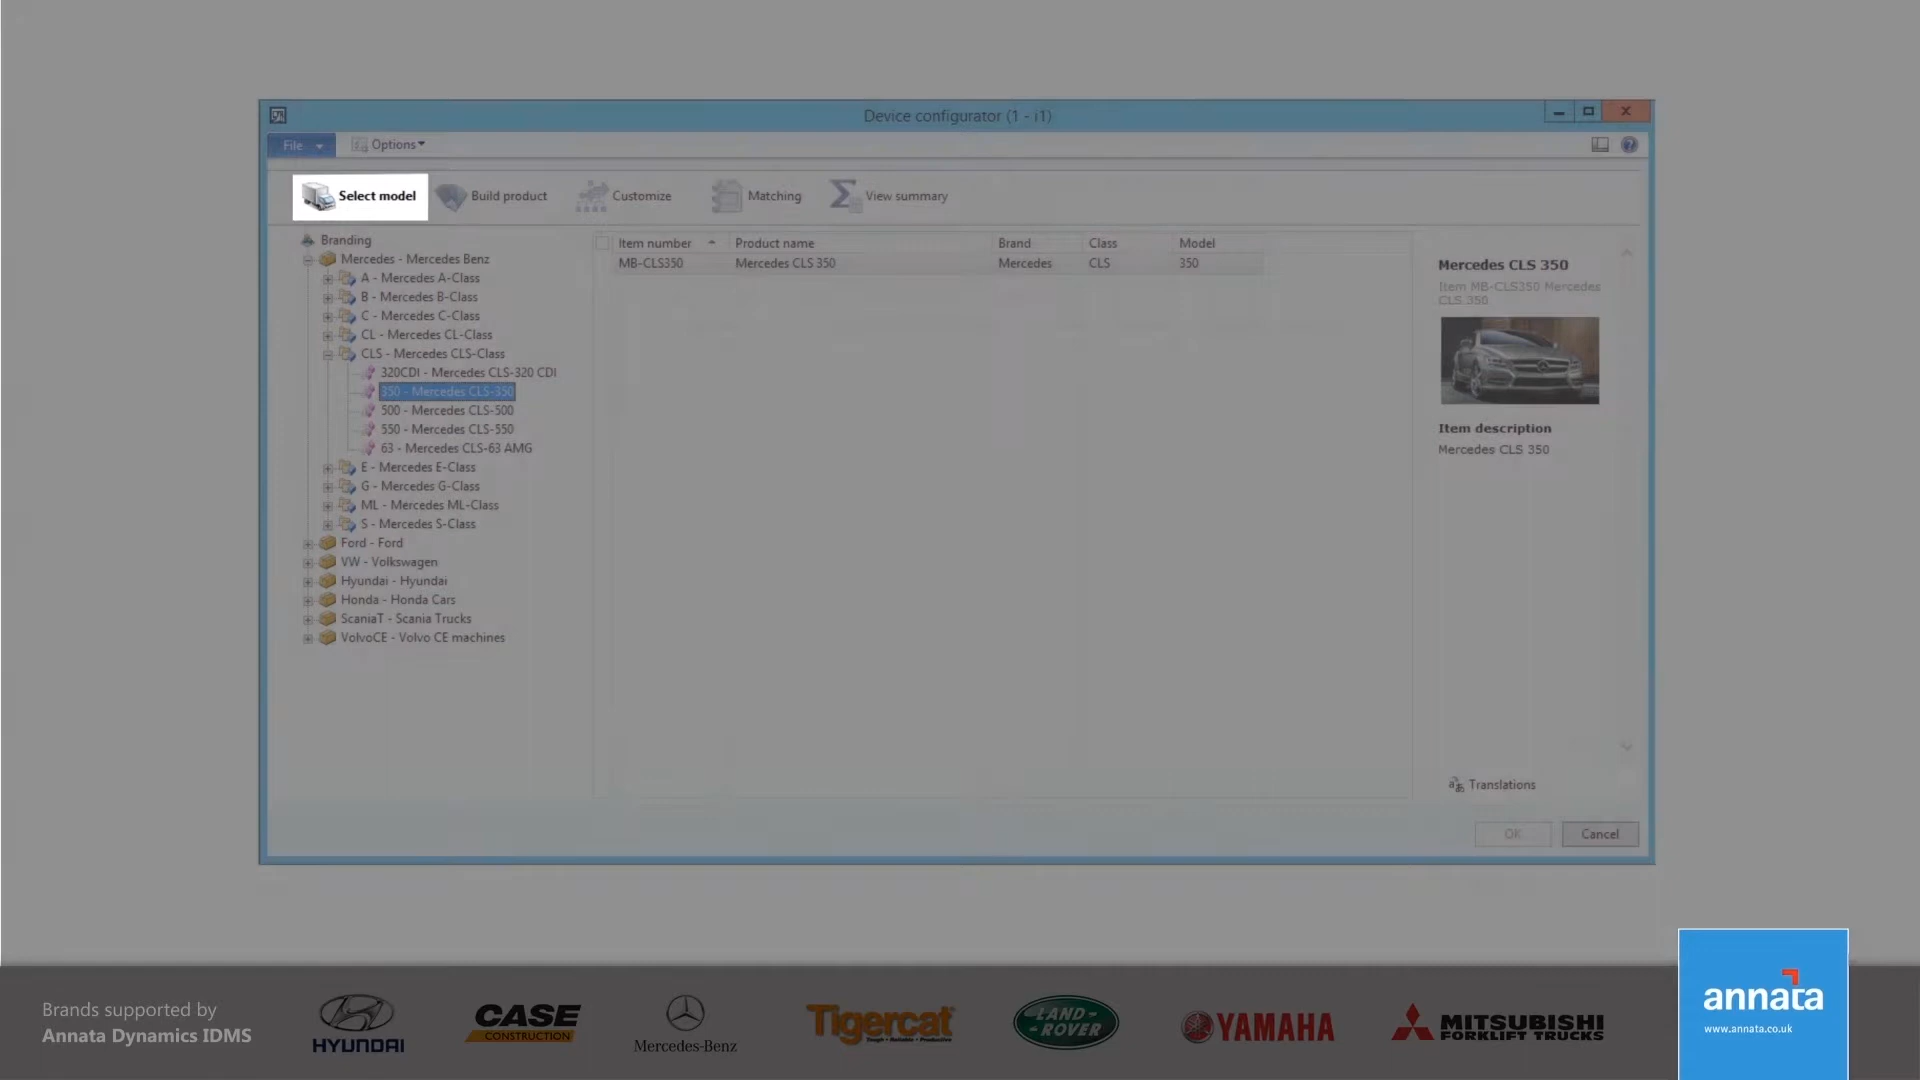 Device configurator (1 - i1)
File
Options
Select model
Build product
Customize
Matching
View summary
Branding
Mercedes - Mercedes Benz
A - Mercedes A-Class
B - Mercedes B-Class
C - Mercedes C-Class
CL - Mercedes CL-Class
CLS - Mercedes CLS-Class
320CDI - Mercedes CLS-320 CDI
350 - Mercedes CLS-350
500 - Mercedes CLS-500
550 - Mercedes CLS-550
63 - Mercedes CLS-63 AMG
E - Mercedes E-Class
G - Mercedes G-Class
ML - Mercedes ML-Class
S - Mercedes S-Class
Ford - Ford
VW - Volkswagen
Hyundai - Hyundai
Honda - Honda Cars
ScaniaT - Scania Trucks
VolvoCE - Volvo CE machines
Item number Product name Brand Class Model
MB-CLS350 Mercedes CLS 350 Mercedes CLS 350
Mercedes CLS 350
Item MB-CLS350 Mercedes
CLS 350
Item description
Mercedes CLS 350
Translations
OK
Cancel
Brands supported by
Annata Dynamics IDMS
HYUNDAI
CASE
CONSTRUCTION
Mercedes-Benz
Tigercat
Tough - Reliable - Productive
LAND-
-ROVER
YAMAHA
MITSUBISHI
FORKLIFT TRUCKS
annata
www.annata.co.uk